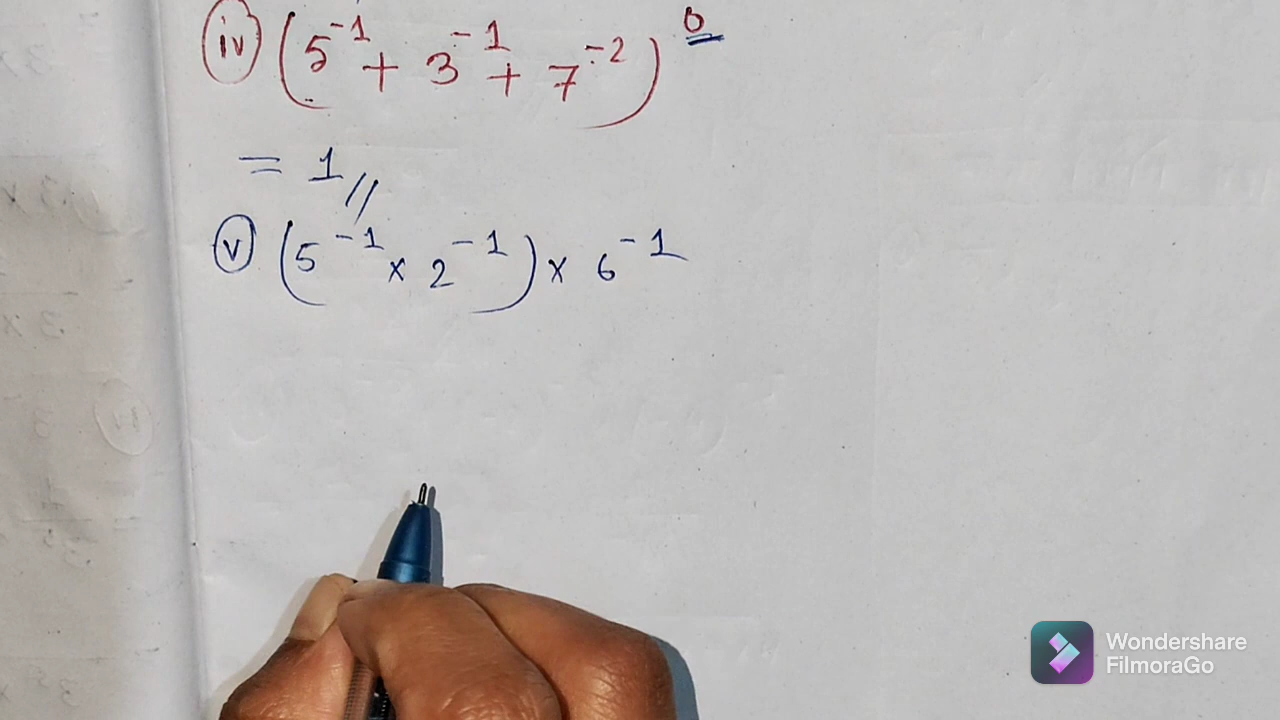 (iv) (5⁻¹ + 3⁻¹ + 7⁻²)⁰
= 1 //
(v) (5⁻¹ × 2⁻¹) × 6⁻¹
Wondershare
FilmoraGo